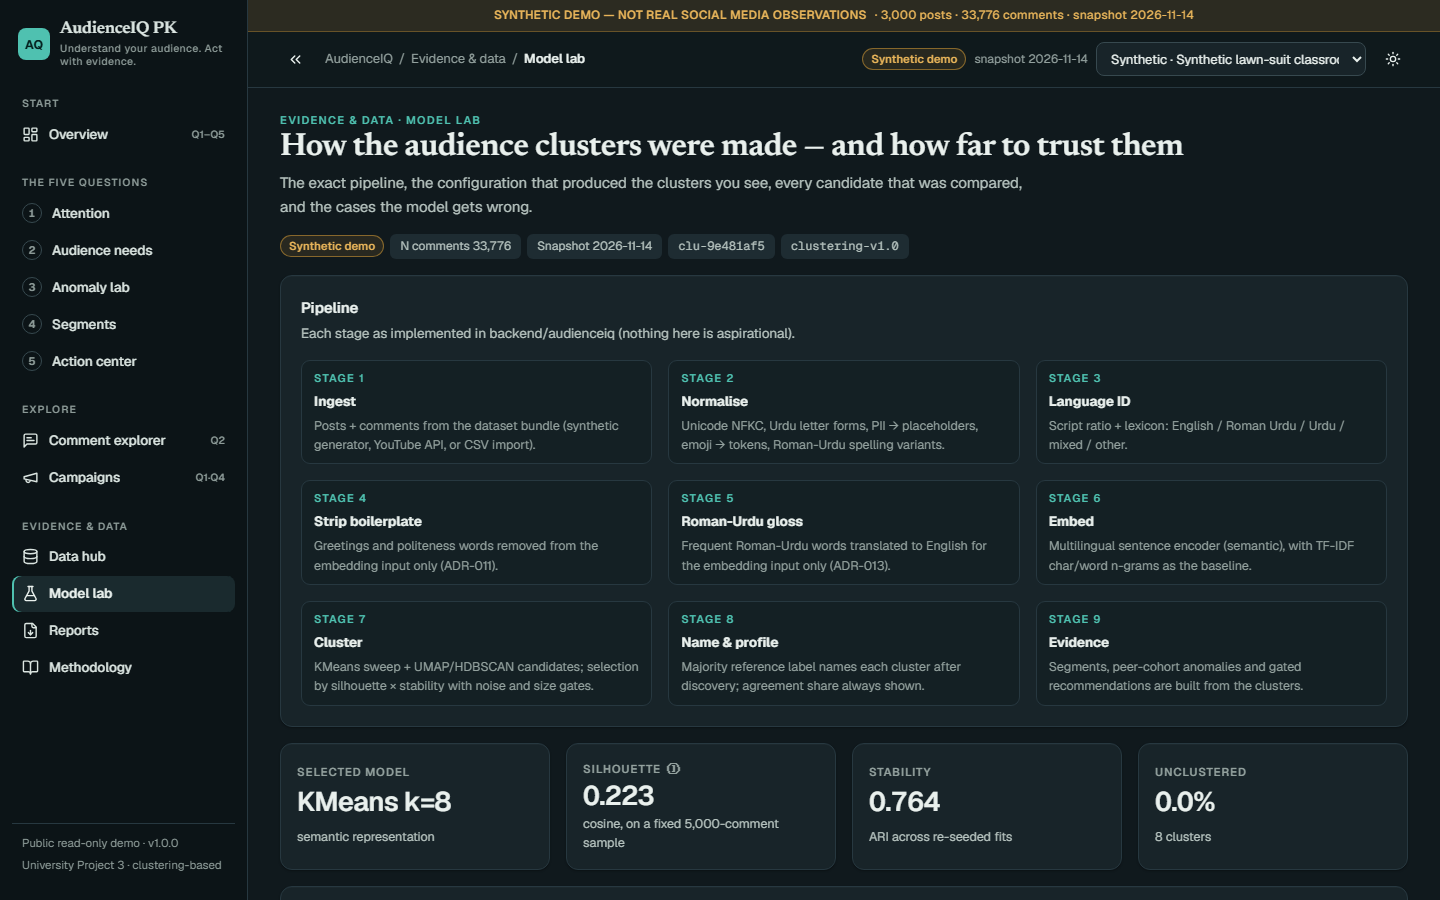 SYNTHETIC DEMO — NOT REAL SOCIAL MEDIA OBSERVATIONS · 3,000 posts · 33,776 comments · snapshot 2026-11-14
AQ
AudienceIQ PK
Understand your audience. Act
with evidence.
START
Overview Q1–Q5
THE FIVE QUESTIONS
1 Attention
2 Audience needs
3 Anomaly lab
4 Segments
5 Action center
EXPLORE
Comment explorer Q2
Campaigns Q1-Q4
EVIDENCE & DATA
Data hub
Model lab
Reports
Methodology
Public read-only demo · v1.0.0
University Project 3 · clustering-based
« AudienceIQ / Evidence & data / Model lab
Synthetic demo snapshot 2026-11-14 Synthetic · Synthetic lawn-suit classroo
EVIDENCE & DATA · MODEL LAB
How the audience clusters were made — and how far to trust them
The exact pipeline, the configuration that produced the clusters you see, every candidate that was compared,
and the cases the model gets wrong.
Synthetic demo N comments 33,776 Snapshot 2026-11-14 clu-9e481af5 clustering-v1.0
Pipeline
Each stage as implemented in backend/audienceiq (nothing here is aspirational).
STAGE 1
Ingest
Posts + comments from the dataset bundle (synthetic
generator, YouTube API, or CSV import).
STAGE 2
Normalise
Unicode NFKC, Urdu letter forms, PII → placeholders,
emoji → tokens, Roman-Urdu spelling variants.
STAGE 3
Language ID
Script ratio + lexicon: English / Roman Urdu / Urdu /
mixed / other.
STAGE 4
Strip boilerplate
Greetings and politeness words removed from the
embedding input only (ADR-011).
STAGE 5
Roman-Urdu gloss
Frequent Roman-Urdu words translated to English for
the embedding input only (ADR-013).
STAGE 6
Embed
Multilingual sentence encoder (semantic), with TF-IDF
char/word n-grams as the baseline.
STAGE 7
Cluster
KMeans sweep + UMAP/HDBSCAN candidates; selection
by silhouette × stability with noise and size gates.
STAGE 8
Name & profile
Majority reference label names each cluster after
discovery; agreement share always shown.
STAGE 9
Evidence
Segments, peer-cohort anomalies and gated
recommendations are built from the clusters.
SELECTED MODEL
KMeans k=8
semantic representation
SILHOUETTE
0.223
cosine, on a fixed 5,000-comment
sample
STABILITY
0.764
ARI across re-seeded fits
UNCLUSTERED
0.0%
8 clusters